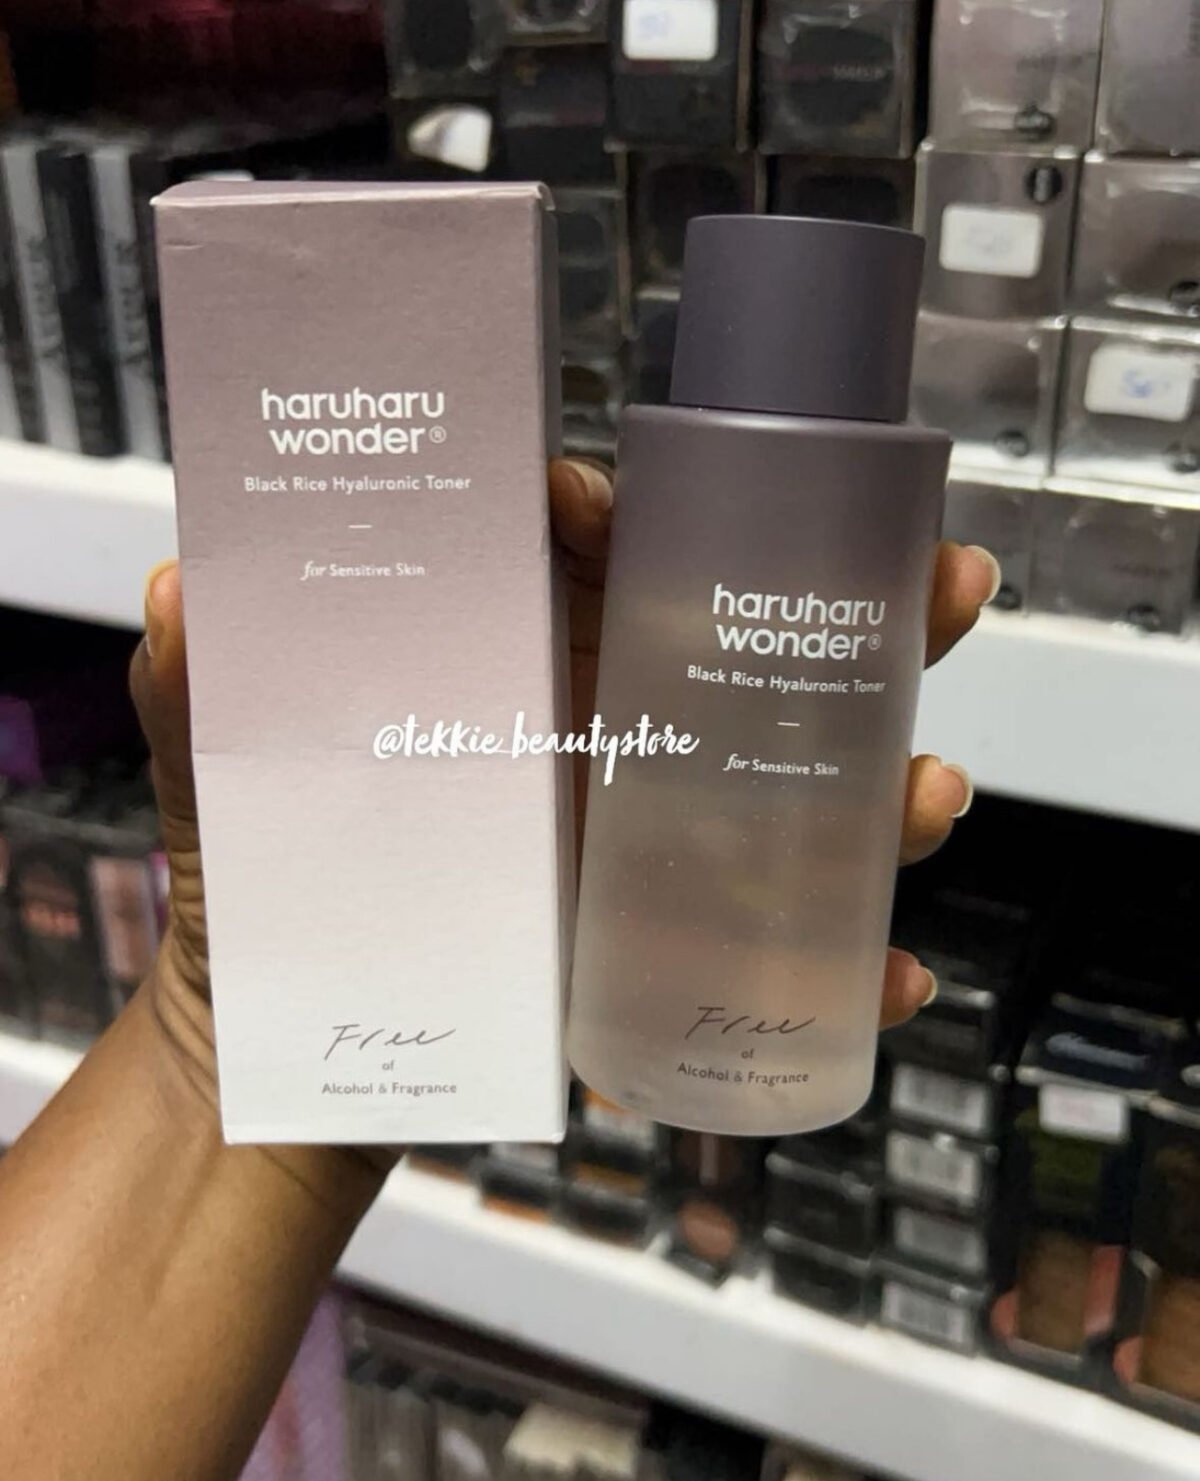 haruharu
wonder®
Black Rice Hyaluronic Toner
for Sensitive Skin
Free
of
Alcohol & Fragrance
haruharu
wonder®
Black Rice Hyaluronic Toner
for Sensitive Skin
Free
of
Alcohol & Fragrance
@tekkie_beautystore